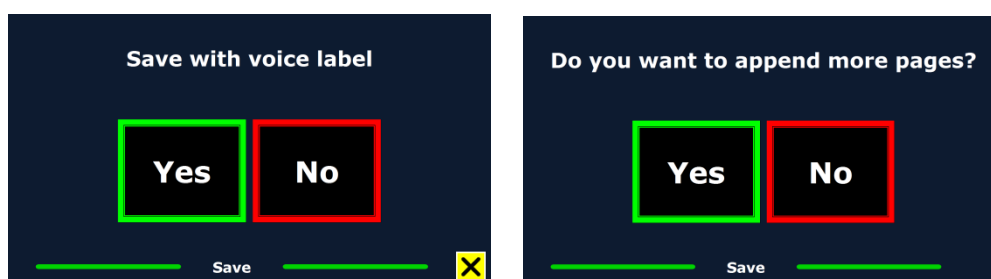 Save with voice label
Yes No
Save
Do you want to append more pages?
Yes No
Save